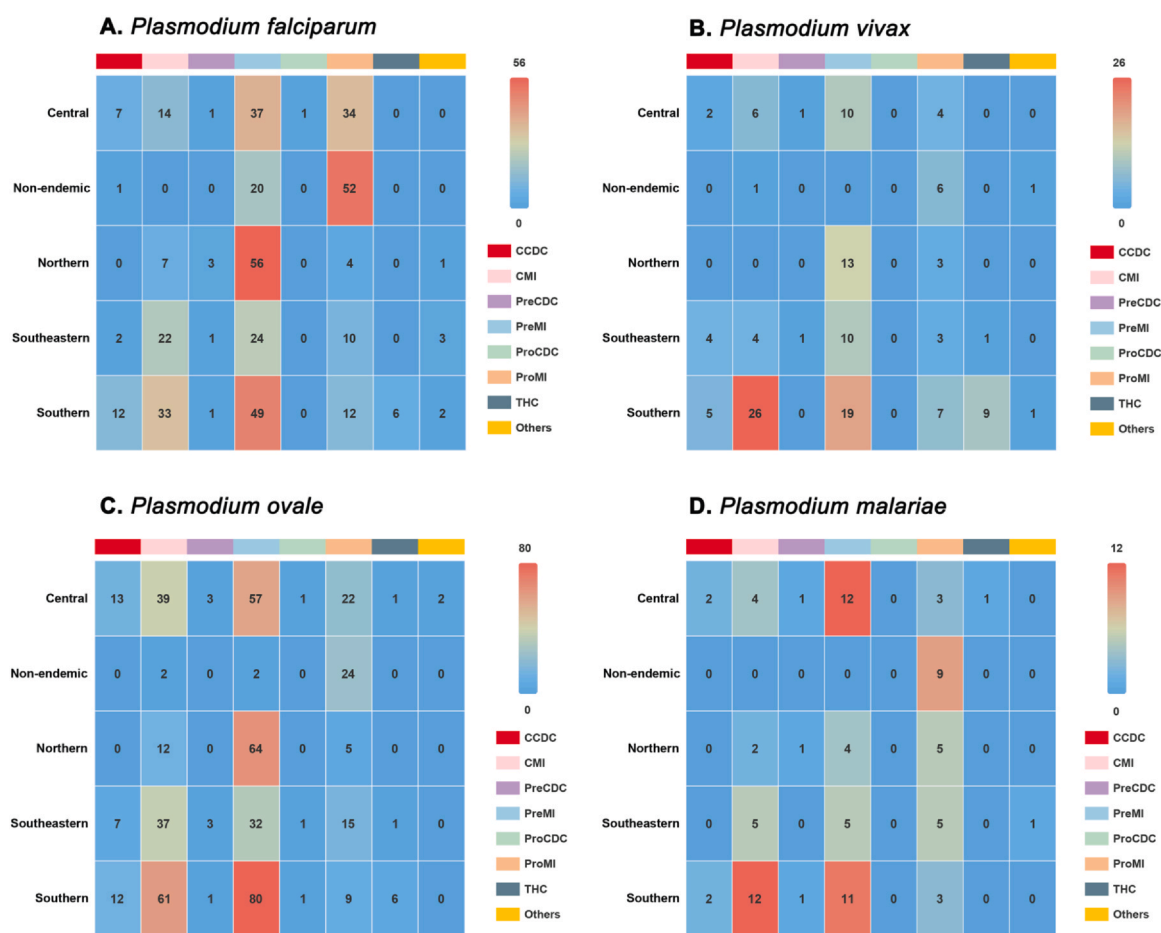 A. Plasmodium falciparum
56
Central 7 14 1 37 1 34 0 0
Non-endemic 1 0 0 20 0 52 0 0
0
Northern 0 7 3 56 0 4 0 1
Southeastern 2 22 1 24 0 10 0 3
Southern 12 33 1 49 0 12 6 2
CCDC
CMI
PreCDC
PreMI
ProCDC
ProMI
THC
Others
B. Plasmodium vivax
26
Central 2 6 1 10 0 4 0 0
Non-endemic 0 1 0 0 0 6 0 1
0
Northern 0 0 0 13 0 3 0 0
Southeastern 4 4 1 10 0 3 1 0
Southern 5 26 0 19 0 7 9 1
CCDC
CMI
PreCDC
PreMI
ProCDC
ProMI
THC
Others
C. Plasmodium ovale
80
Central 13 39 3 57 1 22 1 2
Non-endemic 0 2 0 2 0 24 0 0
0
Northern 0 12 0 64 0 5 0 0
Southeastern 7 37 3 32 1 15 1 0
Southern 12 61 1 80 1 9 6 0
CCDC
CMI
PreCDC
PreMI
ProCDC
ProMI
THC
Others
D. Plasmodium malariae
12
Central 2 4 1 12 0 3 1 0
Non-endemic 0 0 0 0 0 9 0 0
0
Northern 0 2 1 4 0 5 0 0
Southeastern 0 5 0 5 0 5 0 1
Southern 2 12 1 11 0 3 0 0
CCDC
CMI
PreCDC
PreMI
ProCDC
ProMI
THC
Others